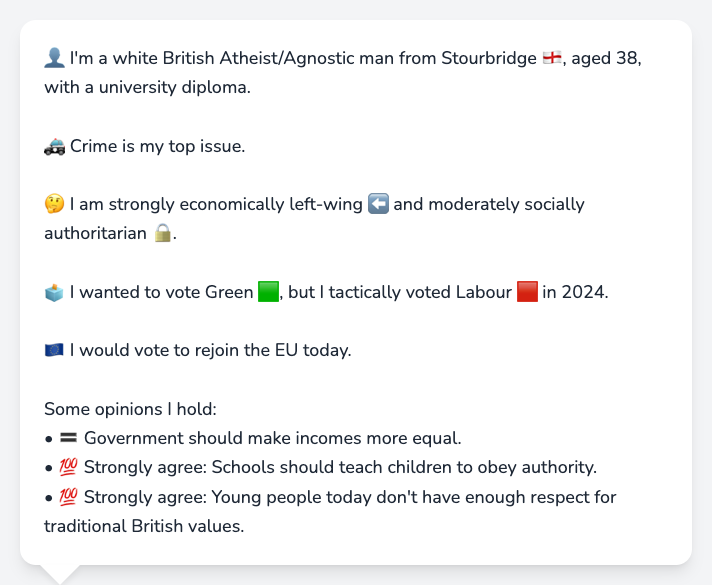 👤 I'm a white British Atheist/Agnostic man from Stourbridge 🏴󠁧󠁢󠁥󠁮󠁧󠁿, aged 38,
with a university diploma.
🚓 Crime is my top issue.
🤔 I am strongly economically left-wing ⬅️ and moderately socially
authoritarian 🔒.
🗳️ I wanted to vote Green 🟩, but I tactically voted Labour 🟥 in 2024.
🇪🇺 I would vote to rejoin the EU today.
Some opinions I hold:
• 🟰 Government should make incomes more equal.
• 💯 Strongly agree: Schools should teach children to obey authority.
• 💯 Strongly agree: Young people today don't have enough respect for
traditional British values.